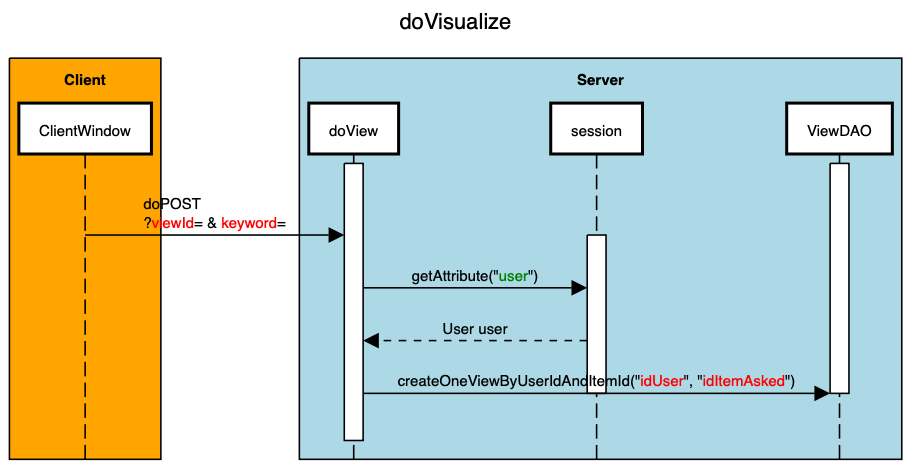 doVisualize
Client
Server
ClientWindow
doView
session
ViewDAO
doPOST
?viewId= & keyword=
getAttribute("user")
User user
createOneViewByUserIdAndItemId("idUser", "idItemAsked")